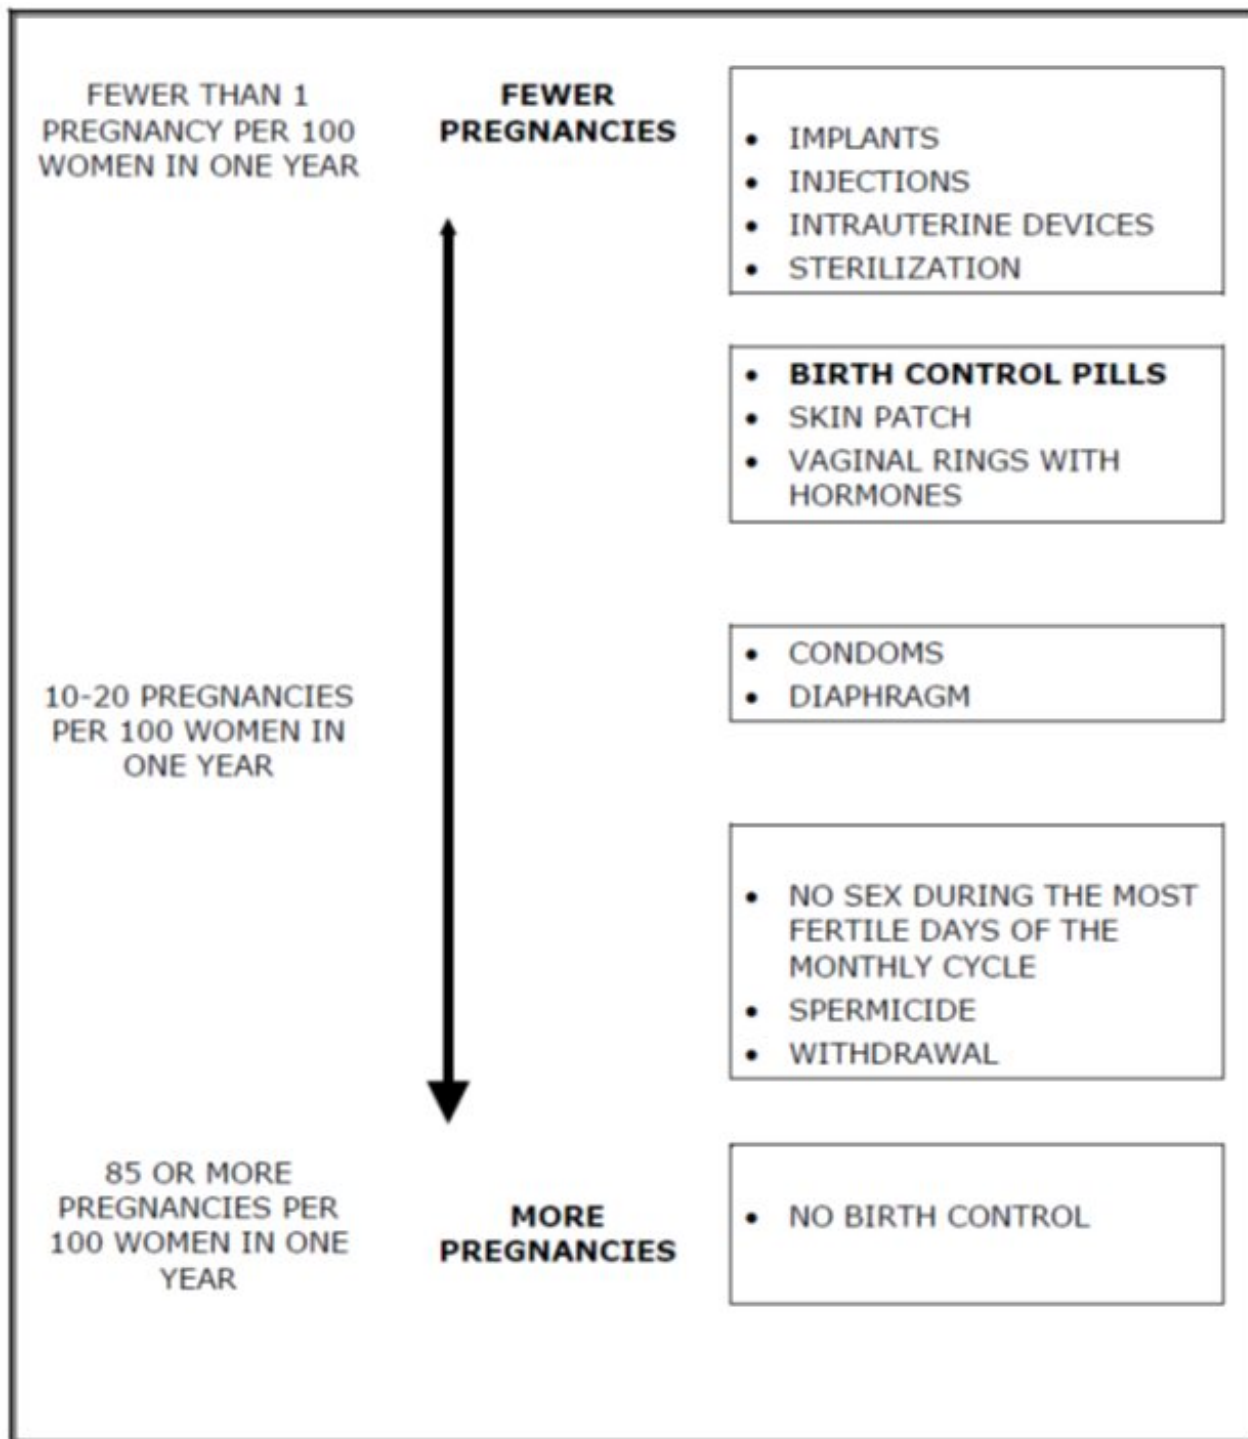 FEWER THAN 1
PREGNANCY PER 100
WOMEN IN ONE YEAR
FEWER
PREGNANCIES
• IMPLANTS
• INJECTIONS
• INTRAUTERINE DEVICES
• STERILIZATION
• BIRTH CONTROL PILLS
• SKIN PATCH
• VAGINAL RINGS WITH
HORMONES
10-20 PREGNANCIES
PER 100 WOMEN IN
ONE YEAR
• CONDOMS
• DIAPHRAGM
• NO SEX DURING THE MOST
FERTILE DAYS OF THE
MONTHLY CYCLE
• SPERMICIDE
• WITHDRAWAL
85 OR MORE
PREGNANCIES PER
100 WOMEN IN ONE
YEAR
MORE
PREGNANCIES
• NO BIRTH CONTROL